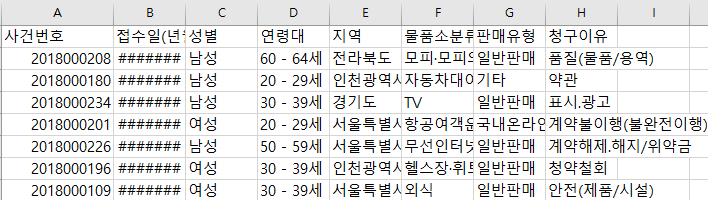 A B C D E F G H I
사건번호 접수일(년월 성별 연령대 지역 물품소분류 판매유형 청구이유
2018000208 ####### 남성 60 - 64세 전라북도 모피·모피의 일반판매 품질(물품/용역)
2018000180 ####### 남성 20 - 29세 인천광역시 자동차대여 기타 약관
2018000234 ####### 남성 30 - 39세 경기도 TV 일반판매 표시.광고
2018000201 ####### 여성 20 - 29세 서울특별시 항공여객운 국내온라인 계약불이행(불완전이행)
2018000226 ####### 남성 50 - 59세 서울특별시 무선인터넷 일반판매 계약해제.해지/위약금
2018000196 ####### 여성 30 - 39세 인천광역시 헬스장·휘트 일반판매 청약철회
2018000109 ####### 여성 30 - 39세 서울특별시 외식 일반판매 안전(제품/시설)